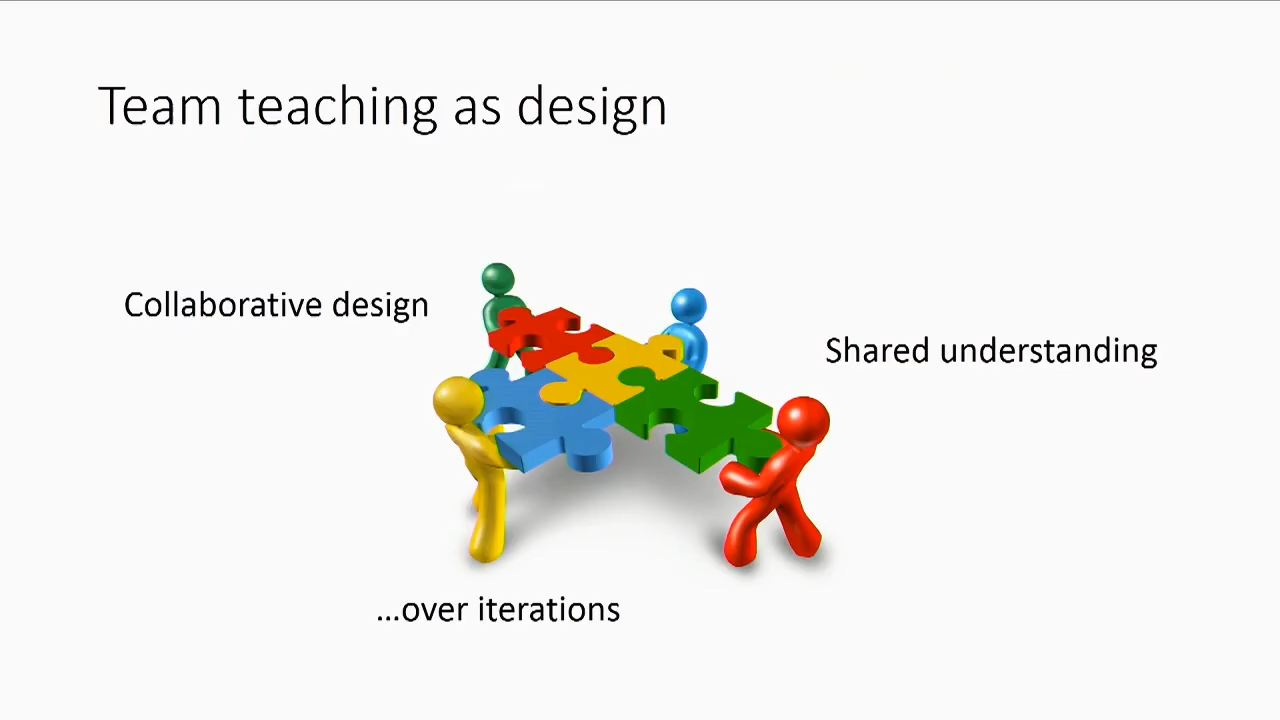 Team teaching as design
Collaborative design
Shared understanding
...over iterations